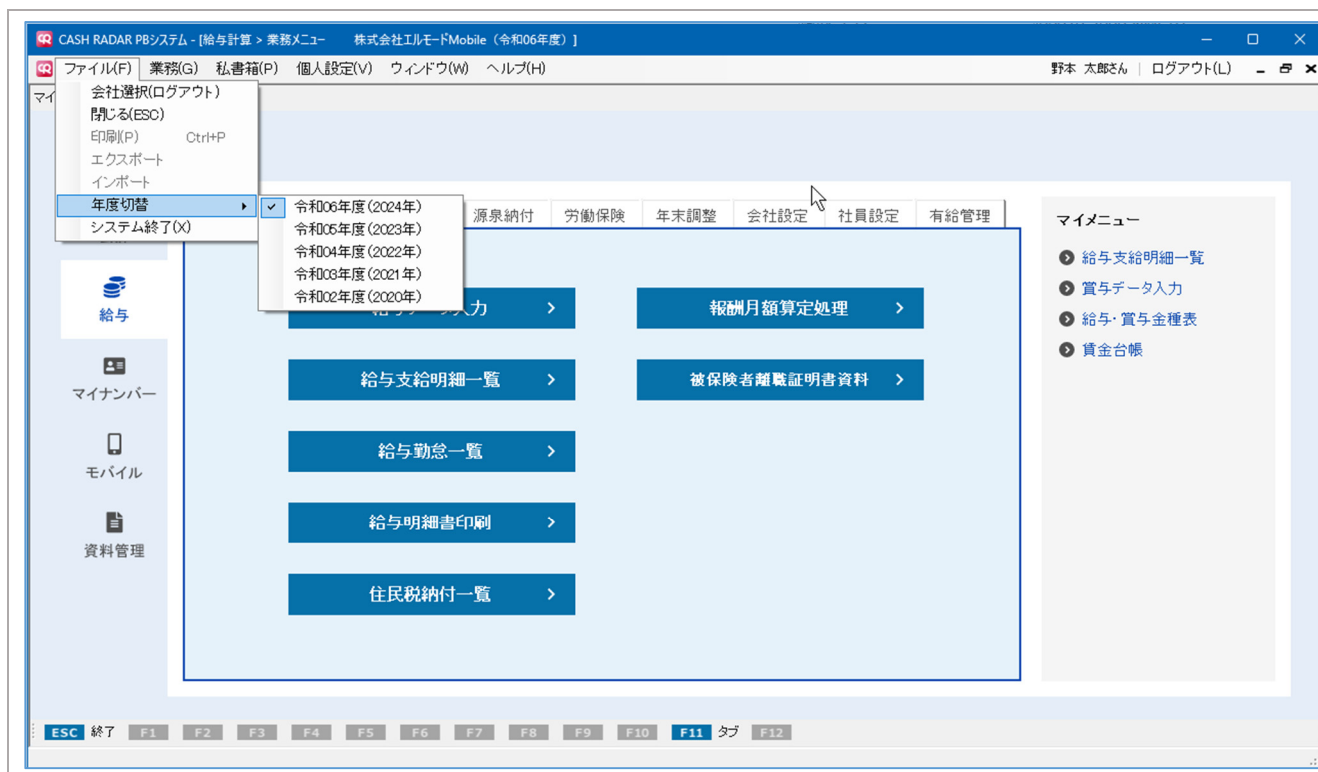 CASH RADAR PBシステム - [給与計算 > 業務メニュー 株式会社エルモードMobile（令和06年度）]
ファイル(F) 業務(G) 私書箱(P) 個人設定(V) ウィンドウ(W) ヘルプ(H) 野本 太郎さん ログアウト(L)
マイ
会社選択(ログアウト)
閉じる(ESC)
印刷(P) Ctrl+P
エクスポート
インポート
年度切替
システム終了(X)
令和06年度(2024年)
令和05年度(2023年)
令和04年度(2022年)
令和03年度(2021年)
令和02年度(2020年)
源泉納付 労働保険 年末調整 会社設定 社員設定 有給管理
給与
マイナンバー
モバイル
資料管理
給与データ入力
給与支給明細一覧
給与勤怠一覧
給与明細書印刷
住民税納付一覧
報酬月額算定処理
被保険者離職証明書資料
マイメニュー
給与支給明細一覧
賞与データ入力
給与・賞与金種表
賃金台帳
ESC 終了 F1 F2 F3 F4 F5 F6 F7 F8 F9 F10 F11 タブ F12